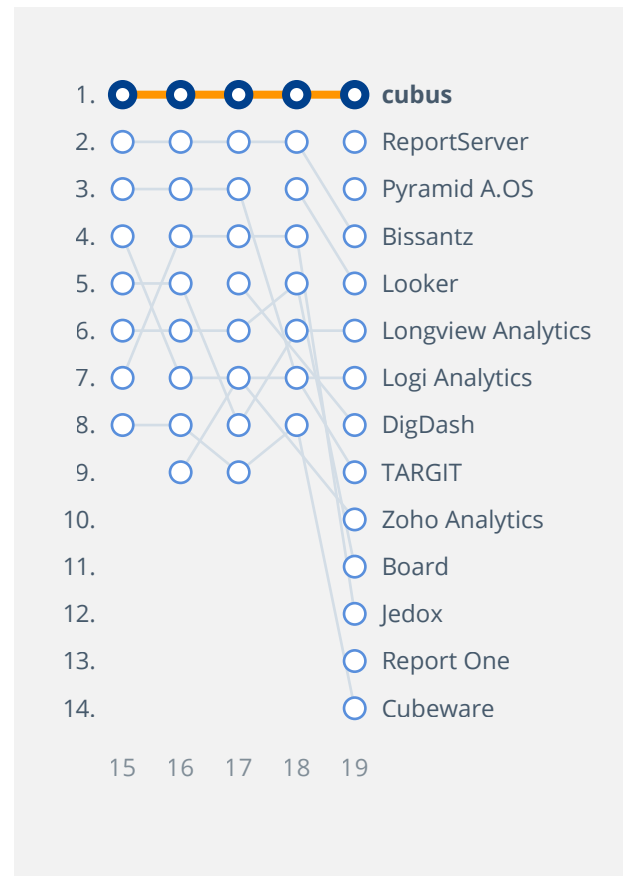 1. cubus
2. ReportServer
3. Pyramid A.OS
4. Bissantz
5. Looker
6. Longview Analytics
7. Logi Analytics
8. DigDash
9. TARGIT
10. Zoho Analytics
11. Board
12. Jedox
13. Report One
14. Cubeware
15 16 17 18 19